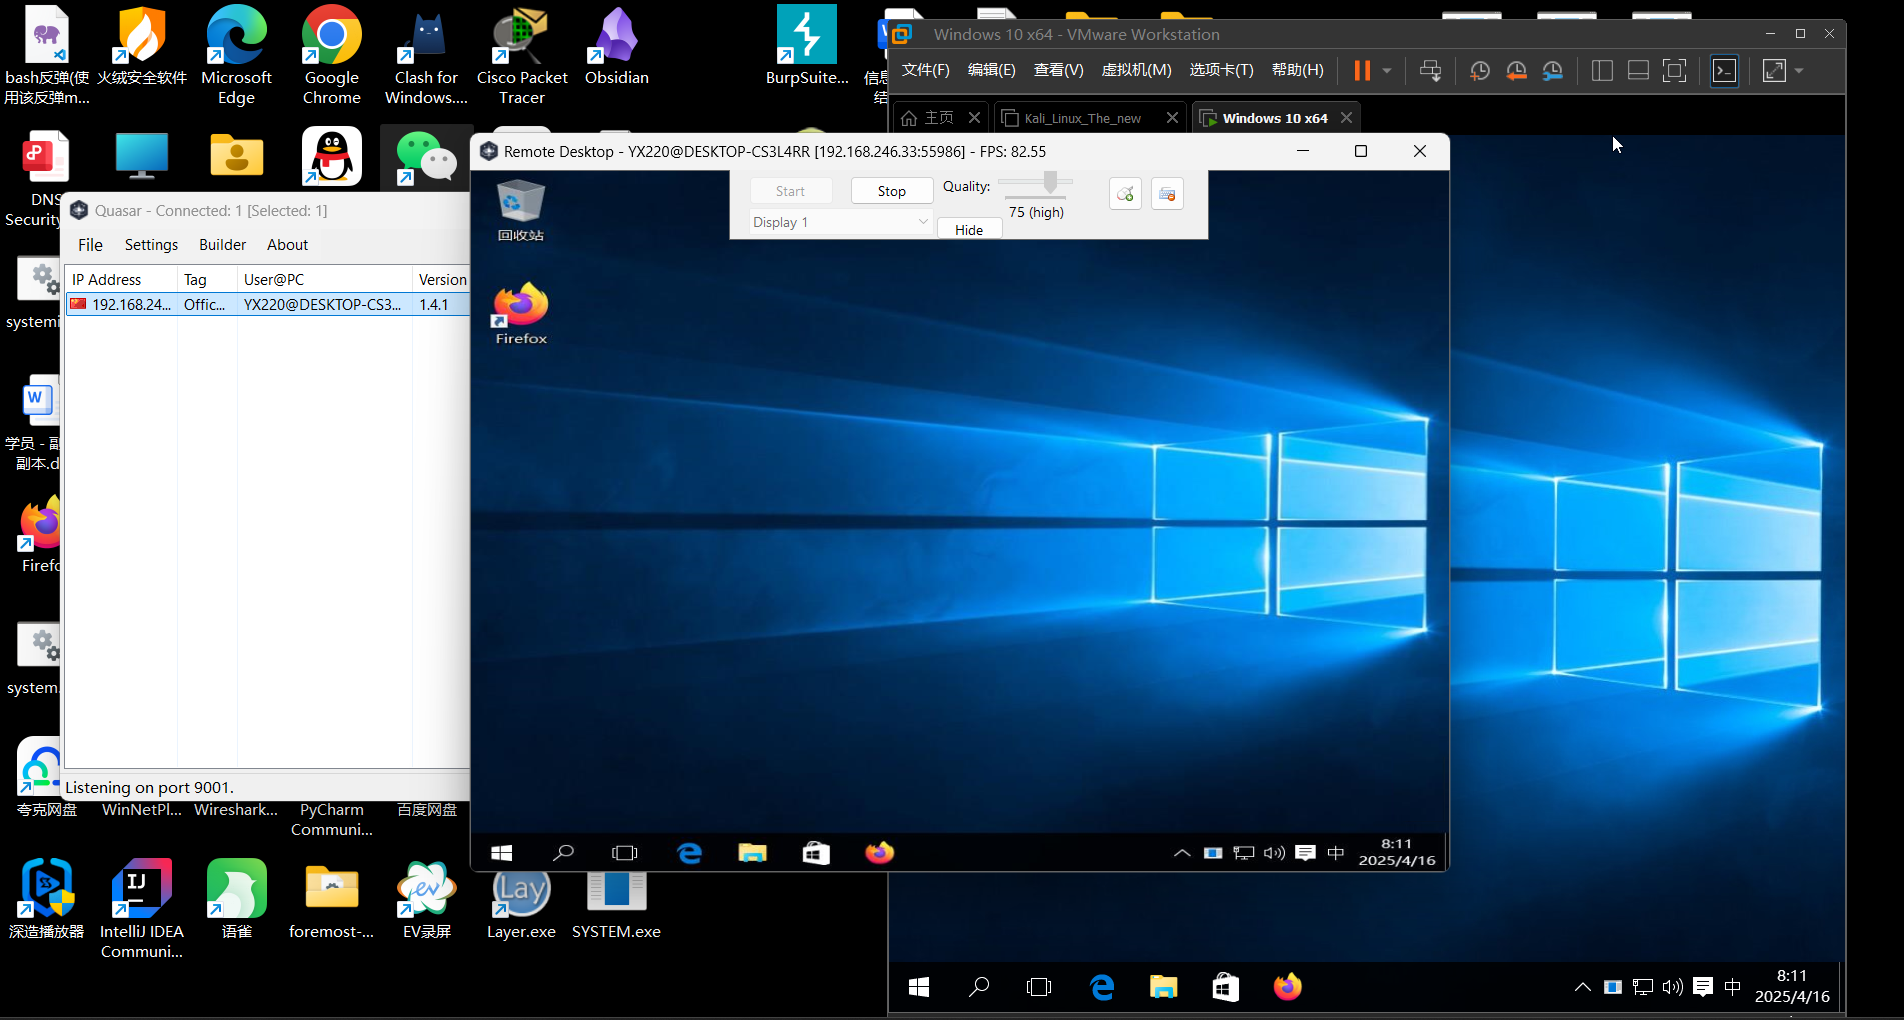 bash反弹(使
用该反弹m...
火绒安全软件
Microsoft
Edge
Google
Chrome
Clash for
Windows....
Cisco Packet
Tracer
Obsidian
BurpSuite...
信息
结
Windows 10 x64 - VMware Workstation
文件(F)
编辑(E)
查看(V)
虚拟机(M)
选项卡(T)
帮助(H)
主页
Kali_Linux_The_new
Windows 10 x64
Remote Desktop - YX220@DESKTOP-CS3L4RR [192.168.246.33:55986] - FPS: 82.55
Start
Stop
Quality:
75 (high)
Display 1
Hide
回收站
Firefox
DNS
Security
Quasar - Connected: 1 [Selected: 1]
File
Settings
Builder
About
IP Address
Tag
User@PC
Version
192.168.24...
Offic...
YX220@DESKTOP-CS3...
1.4.1
Listening on port 9001.
systemi
W
学员 - 副
副本.d
Firefo
system.
夸克网盘
WinNetPl...
Wireshark...
PyCharm
Communi...
百度网盘
8:11
2025/4/16
深造播放器
IJ
IntelliJ IDEA
Communi...
语雀
foremost-...
ev
EV录屏
Lay
Layer.exe
SYSTEM.exe
中
8:11
2025/4/16
中